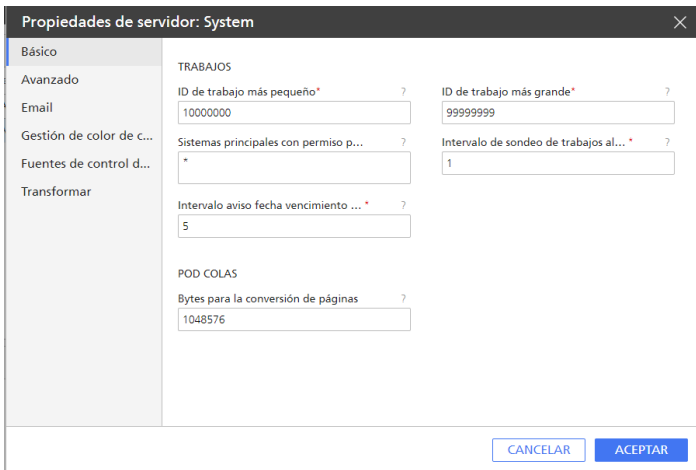 Propiedades de servidor: System
Básico
Avanzado
Email
Gestión de color de c...
Fuentes de control d...
Transformar
TRABAJOS
ID de trabajo más pequeño* ?
10000000
ID de trabajo más grande* ?
99999999
Sistemas principales con permiso p... ?
*
Intervalo de sondeo de trabajos al... * ?
1
Intervalo aviso fecha vencimiento ... * ?
5
POD COLAS
Bytes para la conversión de páginas ?
1048576
CANCELAR
ACEPTAR